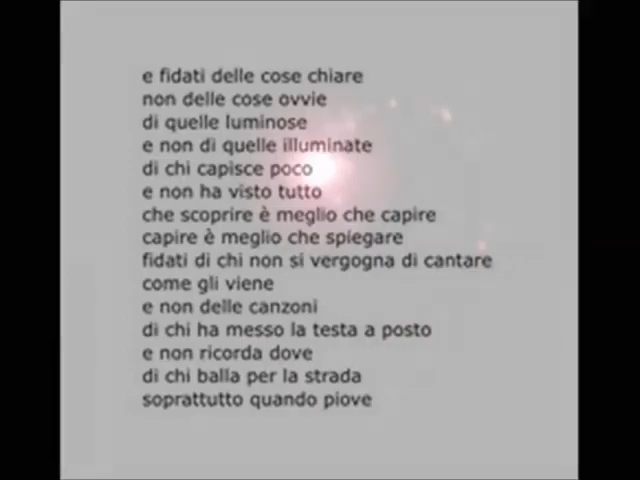 e fidati delle cose chiare
non delle cose ovvie
di quelle luminose
e non di quelle illuminate
di chi capisce poco
e non ha visto tutto
che scoprire è meglio che capire
capire è meglio che spiegare
fidati di chi non si vergogna di cantare
come gli viene
e non delle canzoni
di chi ha messo la testa a posto
e non ricorda dove
di chi balla per la strada
soprattutto quando piove